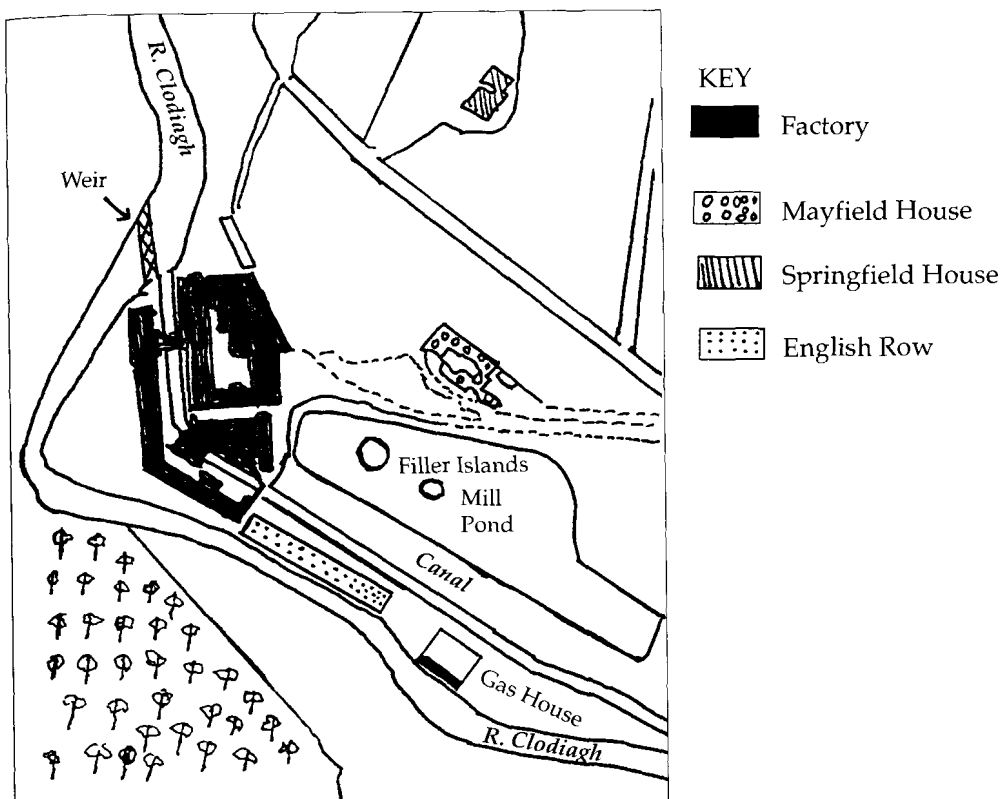 R. Clodiagh
Weir
Filler Islands
Mill
Pond
Canal
Gas House
R. Clodiagh
KEY
Factory
Mayfield House
Springfield House
English Row